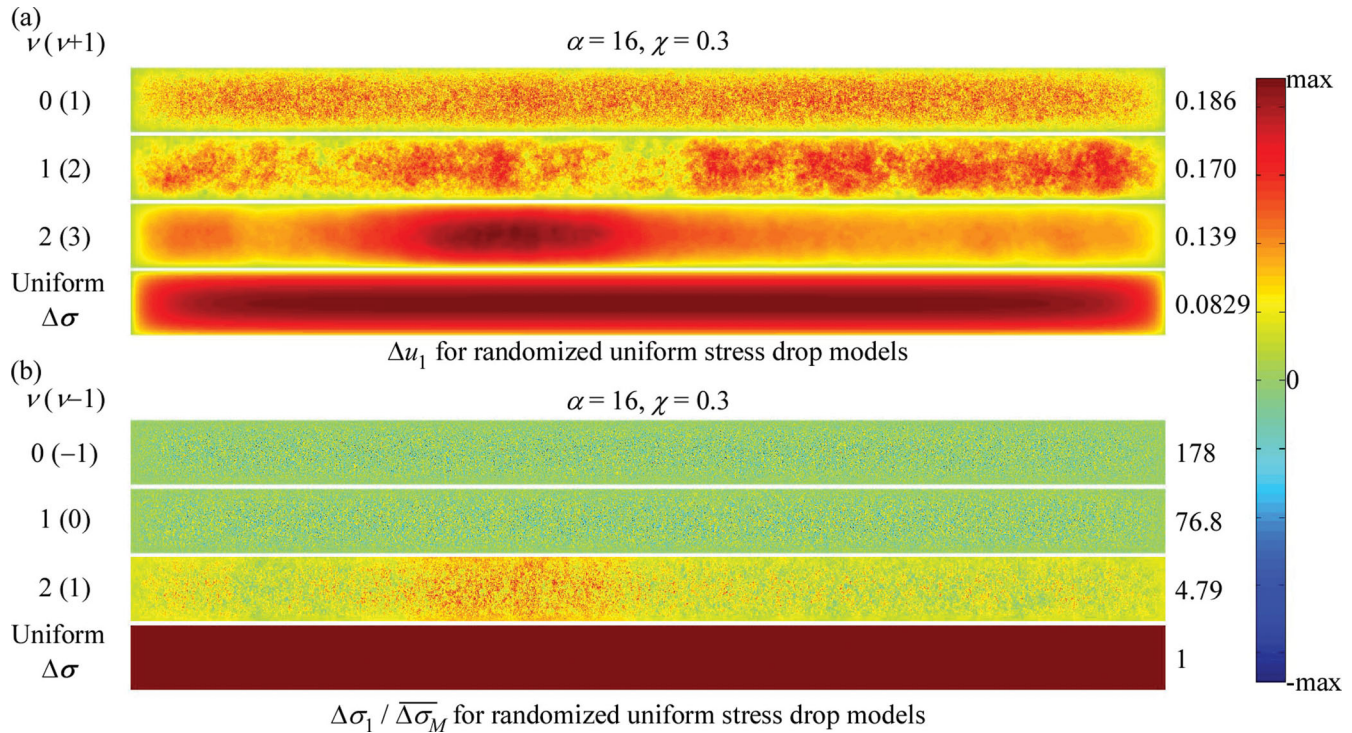 (a)
ν (ν+1)
α = 16, χ = 0.3
0 (1)
0.186
1 (2)
0.170
2 (3)
0.139
Uniform
Δσ
0.0829
Δu₁ for randomized uniform stress drop models
(b)
ν (ν−1)
α = 16, χ = 0.3
0 (−1)
178
1 (0)
76.8
2 (1)
4.79
Uniform
Δσ
1
Δσ₁ / \overline{Δσ_M} for randomized uniform stress drop models
max
0
-max